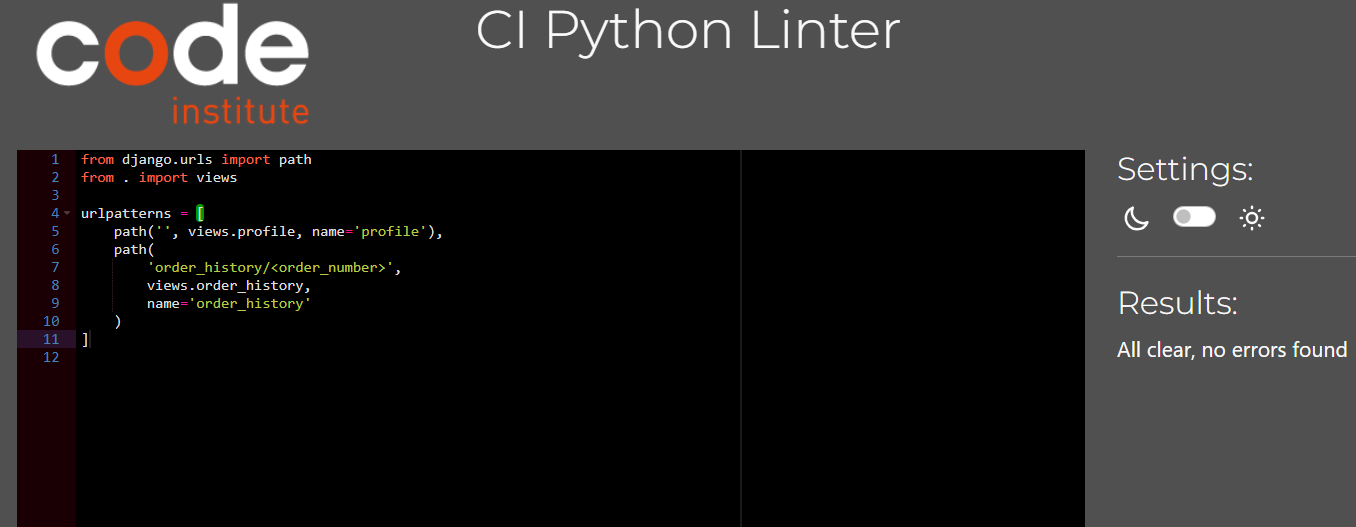 code
institute
CI Python Linter
1 from django.urls import path
2 from . import views
3
4 urlpatterns = [
5     path('', views.profile, name='profile'),
6     path(
7         'order_history/<order_number>',
8         views.order_history,
9         name='order_history'
10     )
11 ]
12
Settings:
Results:
All clear, no errors found